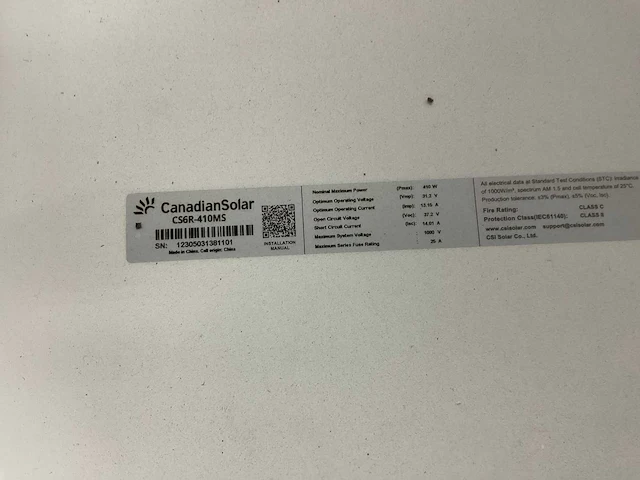 CanadianSolar
CS6R-410MS
SN: 12305031381101
Made in China, Cell origin: China
INSTALLATION
MANUAL
Nominal Maximum Power (Pmax): 410 W
Optimum Operating Voltage (Vmp): 31.2 V
Optimum Operating Current (Imp): 13.15 A
Open Circuit Voltage (Voc): 37.2 V
Short Circuit Current (Isc): 14.01 A
Maximum System Voltage : 1000 V
Maximum Series Fuse Rating : 25 A
All electrical data at Standard Test Conditions (STC): Irradiance
of 1000W/m², spectrum AM 1.5 and cell temperature of 25°C.
Production tolerance: ±3% (Pmax), ±5% (Voc, Isc).
Fire Rating: CLASS C
Protection Class(IEC61140): CLASS II
www.csisolar.com support@csisolar.com
CSI Solar Co., Ltd.